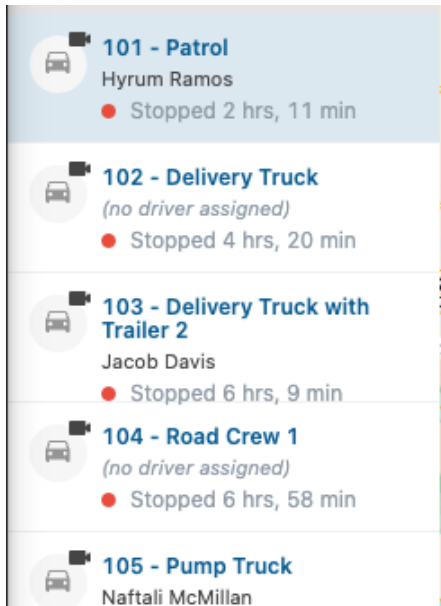 101 - Patrol
Hyrum Ramos
Stopped 2 hrs, 11 min
102 - Delivery Truck
(no driver assigned)
Stopped 4 hrs, 20 min
103 - Delivery Truck with
Trailer 2
Jacob Davis
Stopped 6 hrs, 9 min
104 - Road Crew 1
(no driver assigned)
Stopped 6 hrs, 58 min
105 - Pump Truck
Naftali McMillan